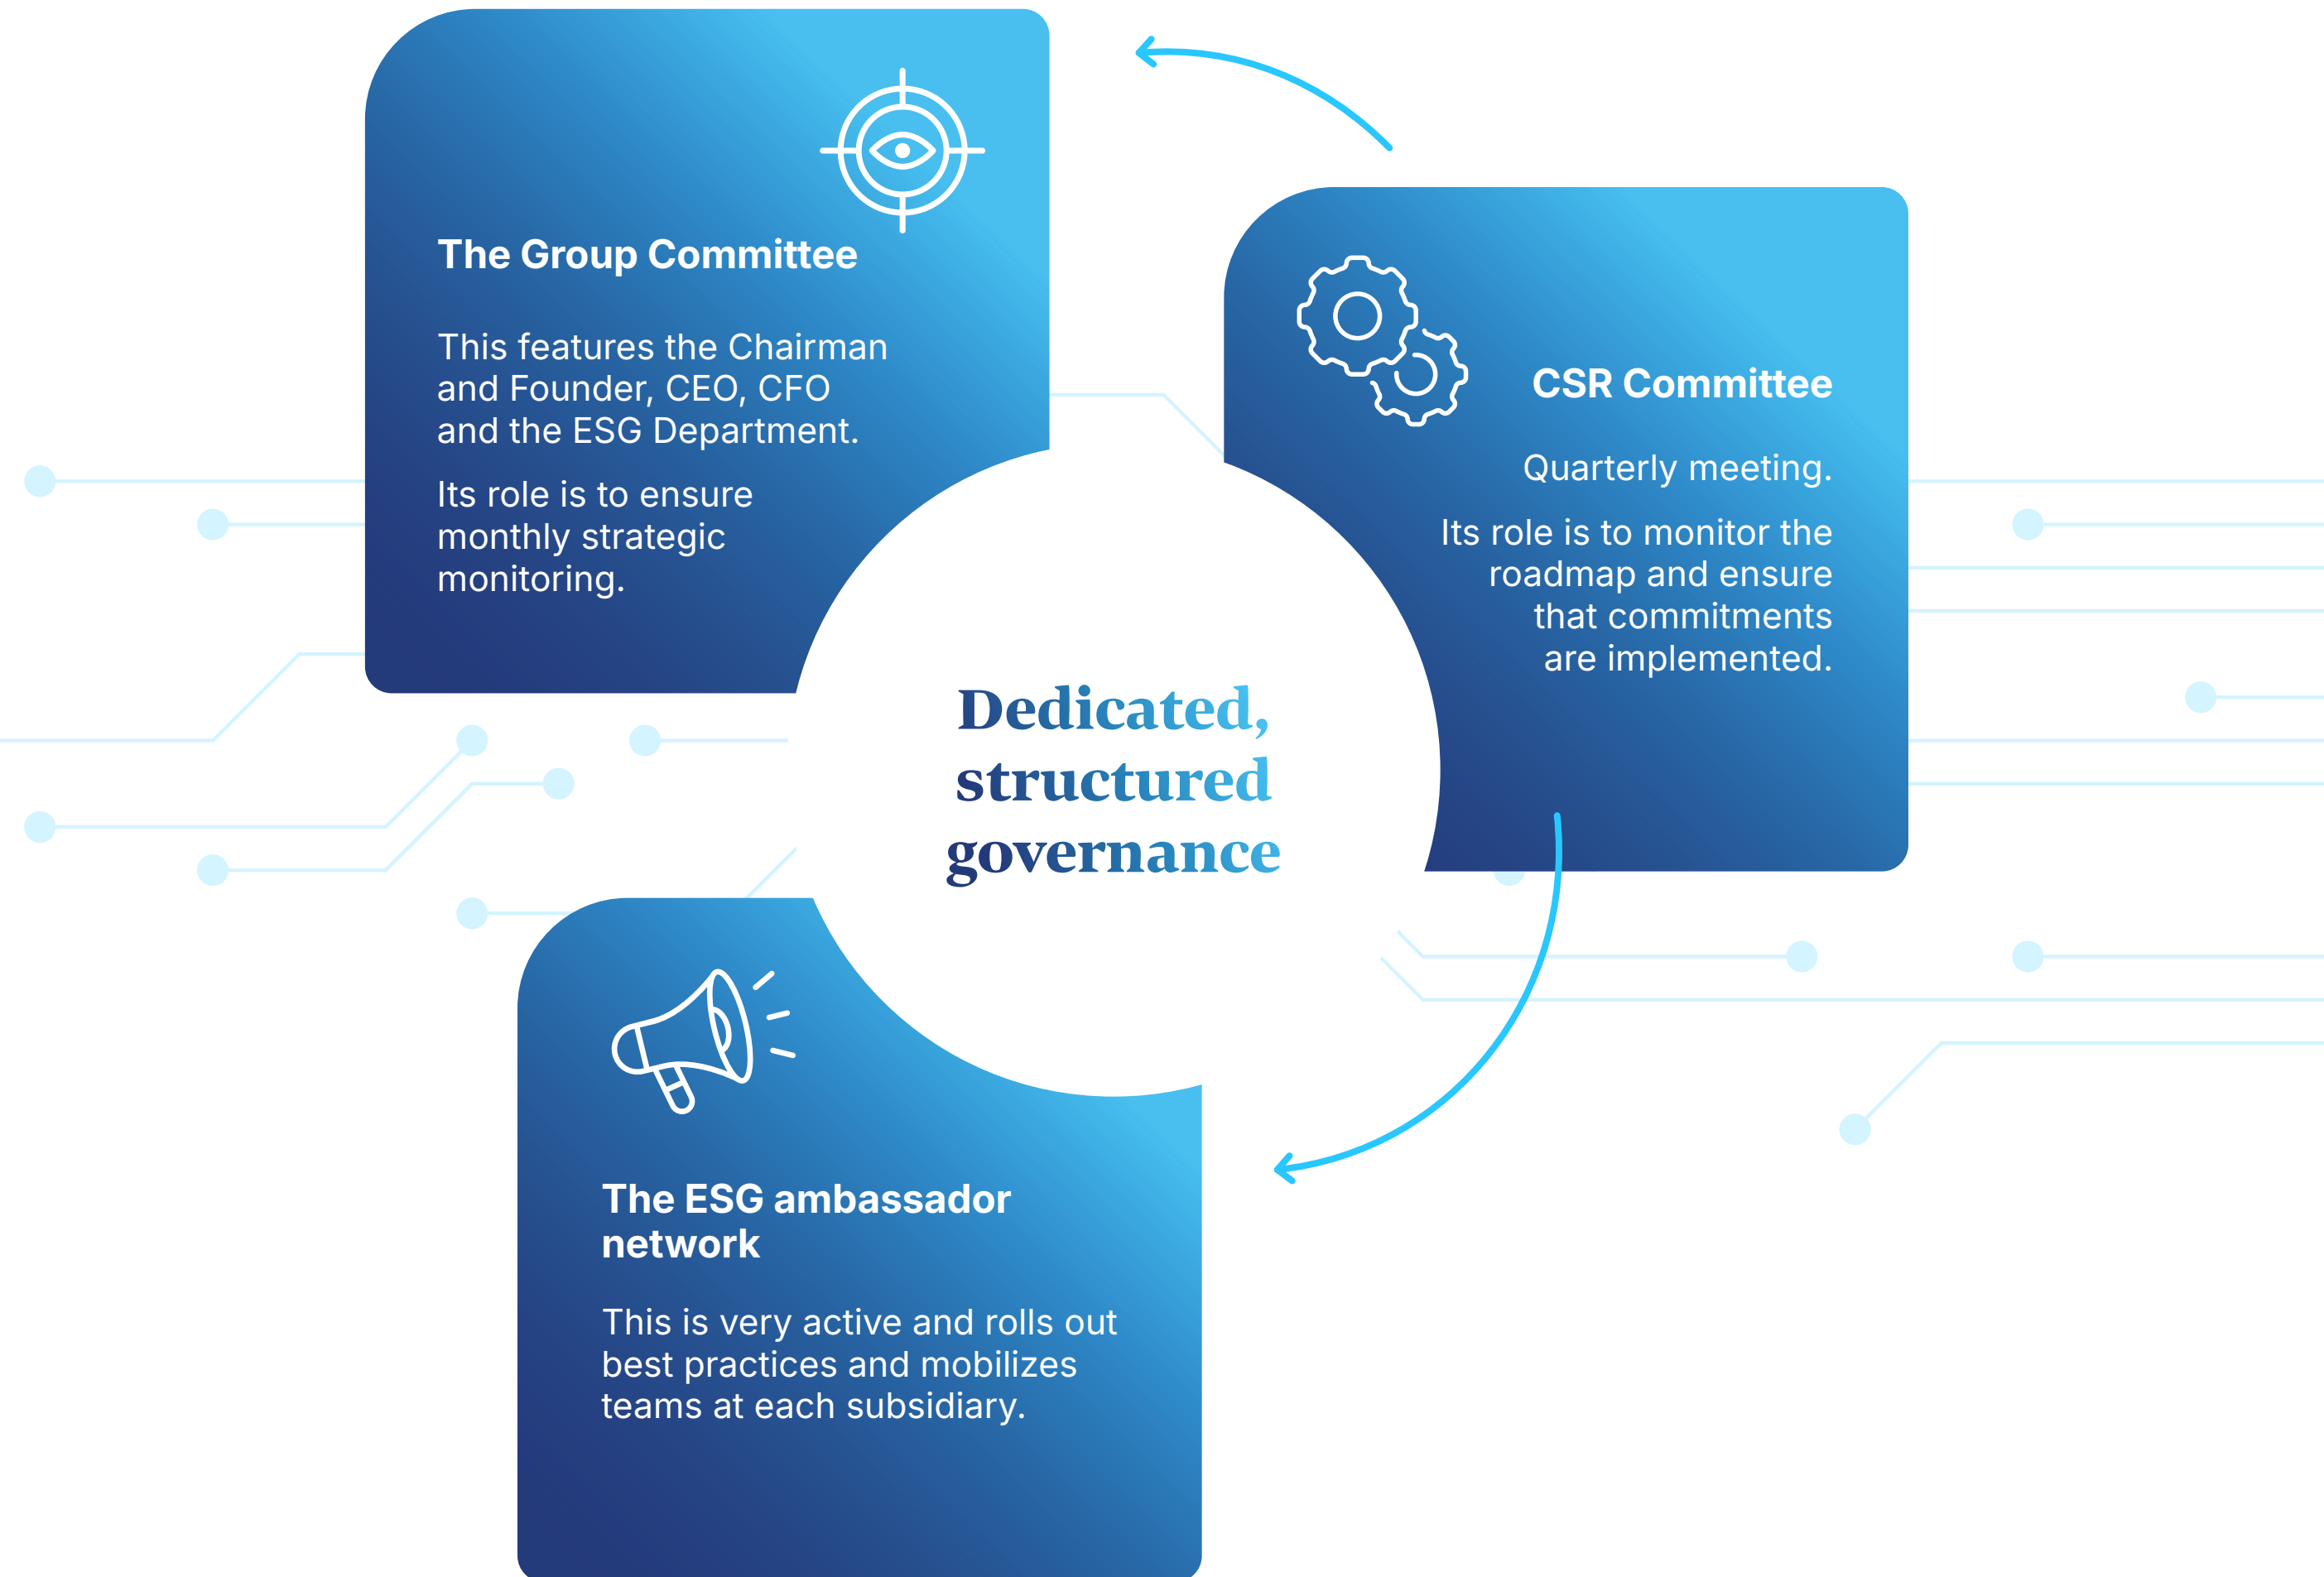 The Group Committee
This features the Chairman
and Founder, CEO, CFO
and the ESG Department.
Its role is to ensure
monthly strategic
monitoring.
CSR Committee
Quarterly meeting.
Its role is to monitor the
roadmap and ensure
that commitments
are implemented.
Dedicated,
structured
governance
The ESG ambassador
network
This is very active and rolls out
best practices and mobilizes
teams at each subsidiary.